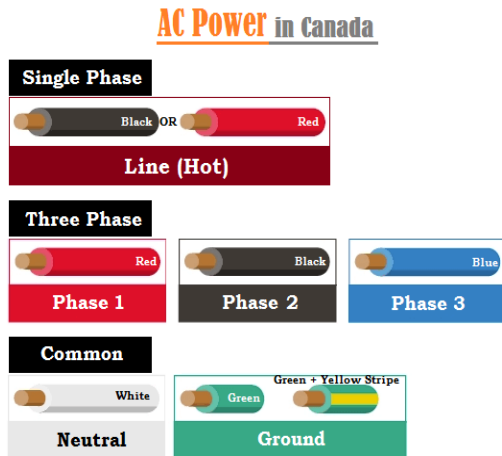 AC Power in Canada
Single Phase
Black OR Red
Line (Hot)
Three Phase
Red
Black
Blue
Phase 1
Phase 2
Phase 3
Common
White
Green
Green + Yellow Stripe
Neutral
Ground